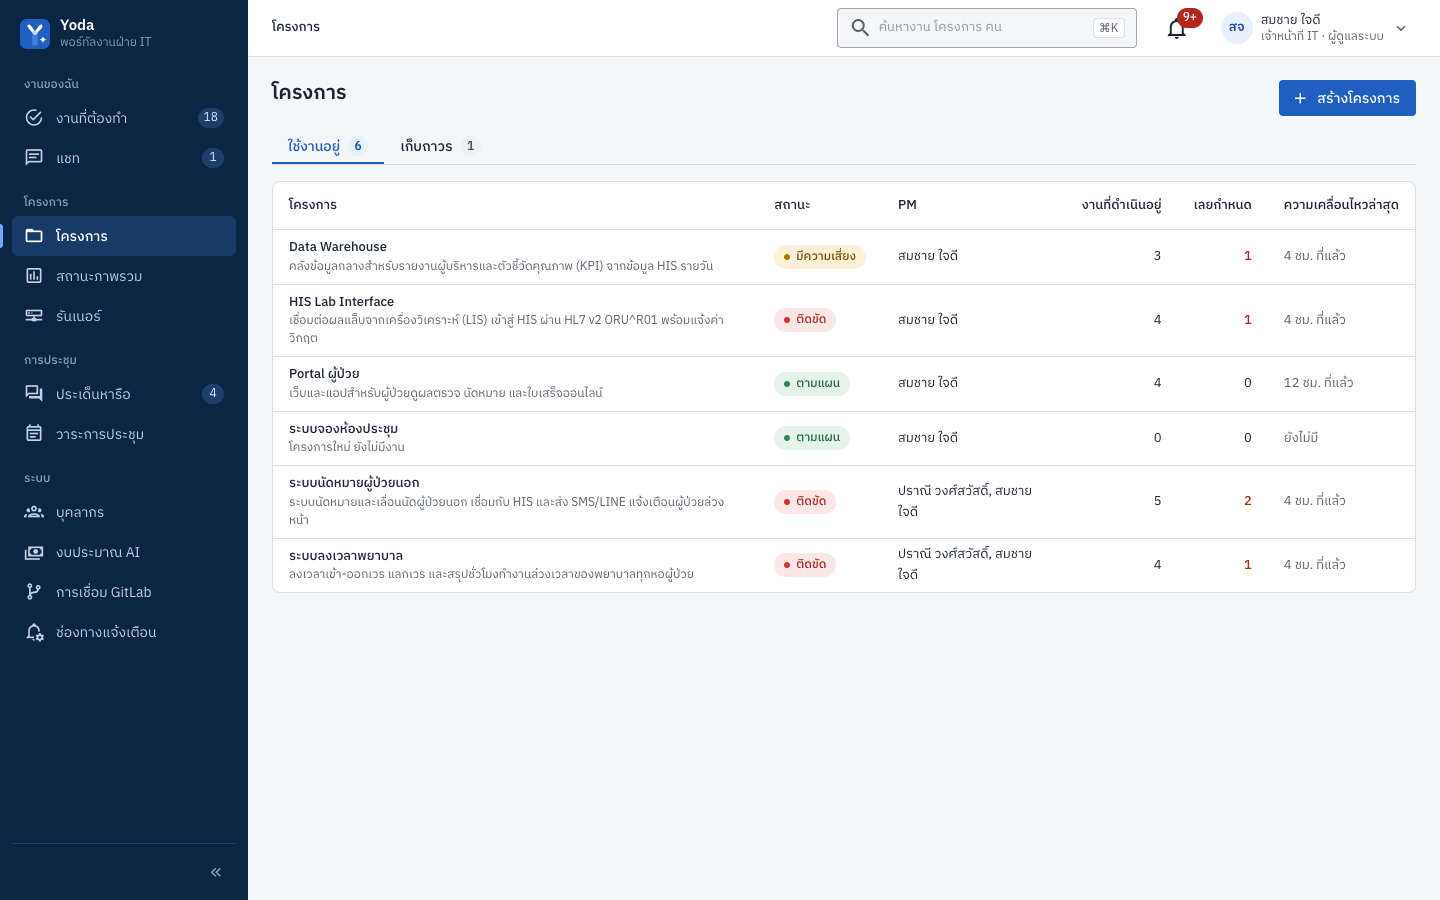 Yoda
พอร์ทัลงานฝ่าย IT
งานของฉัน
งานที่ต้องทำ 18
แชท 1
โครงการ
โครงการ
สถานะภาพรวม
รันเนอร์
การประชุม
ประเด็นหารือ 4
วาระการประชุม
ระบบ
บุคลากร
งบประมาณ AI
การเชื่อม GitLab
ช่องทางแจ้งเตือน
โครงการ
ค้นหางาน โครงการ คน ⌘K
9+
สจ
สมชาย ใจดี
เจ้าหน้าที่ IT · ผู้ดูแลระบบ
โครงการ
สร้างโครงการ
ใช้งานอยู่ 6 เก็บถาวร 1
โครงการ สถานะ PM งานที่ดำเนินอยู่ เลยกำหนด ความเคลื่อนไหวล่าสุด
Data Warehouse
คลังข้อมูลกลางสำหรับรายงานผู้บริหารและตัวชี้วัดคุณภาพ (KPI) จากข้อมูล HIS รายวัน
มีความเสี่ยง สมชาย ใจดี 3 1 4 ชม. ที่แล้ว
HIS Lab Interface
เชื่อมต่อผลแล็บจากเครื่องวิเคราะห์ (LIS) เข้าสู่ HIS ผ่าน HL7 v2 ORU^R01 พร้อมแจ้งค่า
วิกฤต
ติดขัด สมชาย ใจดี 4 1 4 ชม. ที่แล้ว
Portal ผู้ป่วย
เว็บและแอปสำหรับผู้ป่วยดูผลตรวจ นัดหมาย และใบเสร็จออนไลน์
ตามแผน สมชาย ใจดี 4 0 12 ชม. ที่แล้ว
ระบบจองห้องประชุม
โครงการใหม่ ยังไม่มีงาน
ตามแผน สมชาย ใจดี 0 0 ยังไม่มี
ระบบนัดหมายผู้ป่วยนอก
ระบบนัดหมายและเลื่อนนัดผู้ป่วยนอก เชื่อมกับ HIS และส่ง SMS/LINE แจ้งเตือนผู้ป่วยล่วง
หน้า
ติดขัด ปราณี วงศ์สวัสดิ์, สมชาย
ใจดี
5 2 4 ชม. ที่แล้ว
ระบบลงเวลาพยาบาล
ลงเวลาเข้า-ออกเวร แลกเวร และสรุปชั่วโมงทำงานล่วงเวลาของพยาบาลทุกหอผู้ป่วย
ติดขัด ปราณี วงศ์สวัสดิ์, สมชาย
ใจดี
4 1 4 ชม. ที่แล้ว